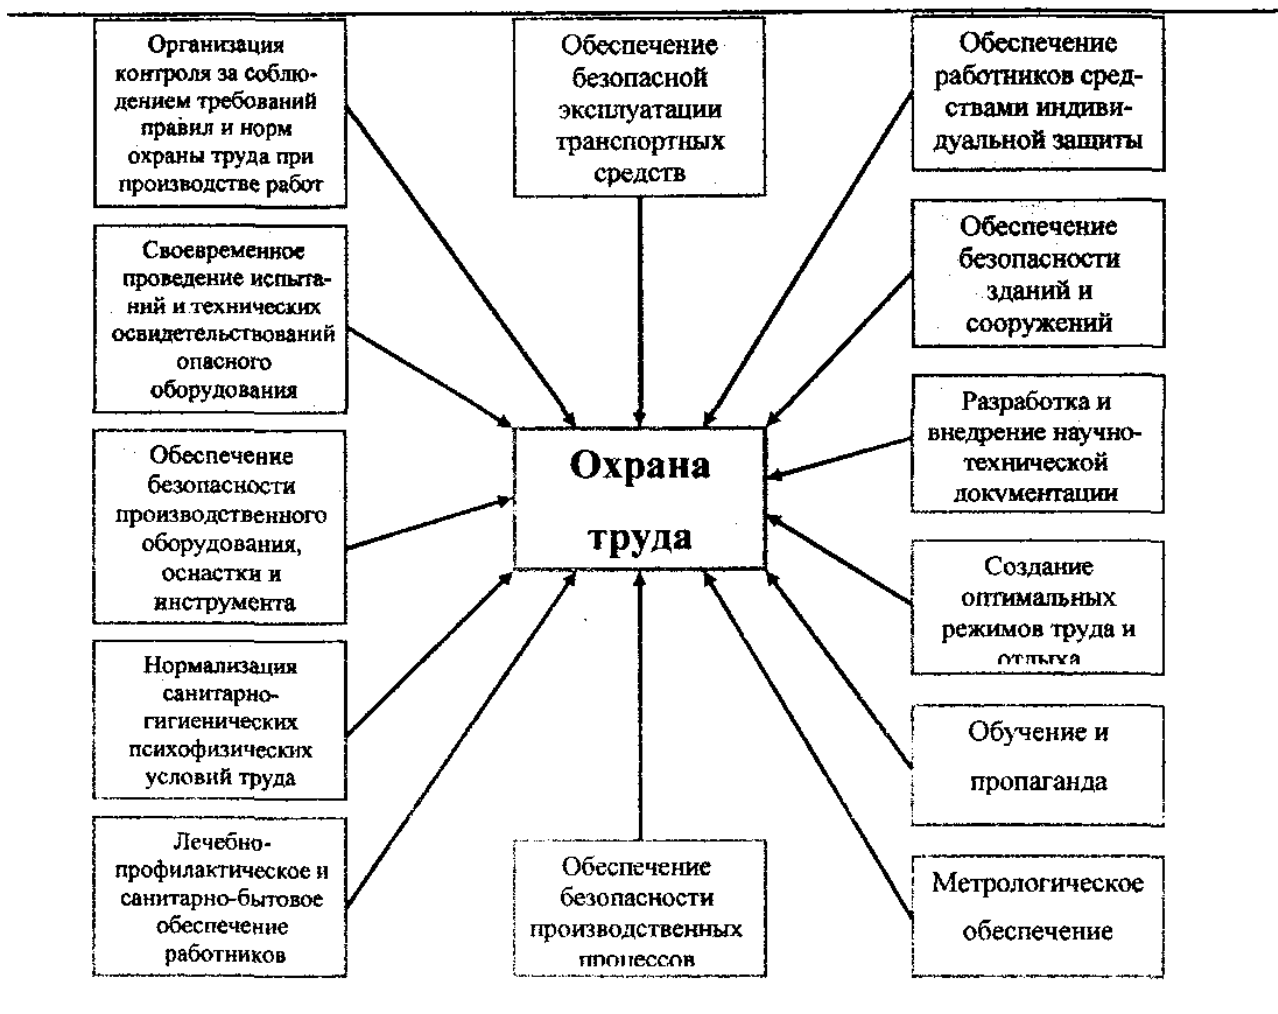 Организация
контроля за соблю-
дением требований
правил и норм
охраны труда при
производстве работ
Своевременное
проведение испыта-
ний и технических
освидетельствований
опасного
оборудования
Обеспечение
безопасности
производственного
оборудования,
оснастки и
инструмента
Нормализация
санитарно-
гигиенических
психофизических
условий труда
Лечебно-
профилактическое и
санитарно-бытовое
обеспечение
работников
Обеспечение
безопасной
эксплуатации
транспортных
средств
Охрана
труда
Обеспечение
безопасности
производственных
процессов
Обеспечение
работников сред-
ствами индиви-
дуальной защиты
Обеспечение
безопасности
зданий и
сооружений
Разработка и
внедрение научно-
технической
документации
Создание
оптимальных
режимов труда и
отдыха
Обучение и
пропаганда
Метрологическое
обеспечение